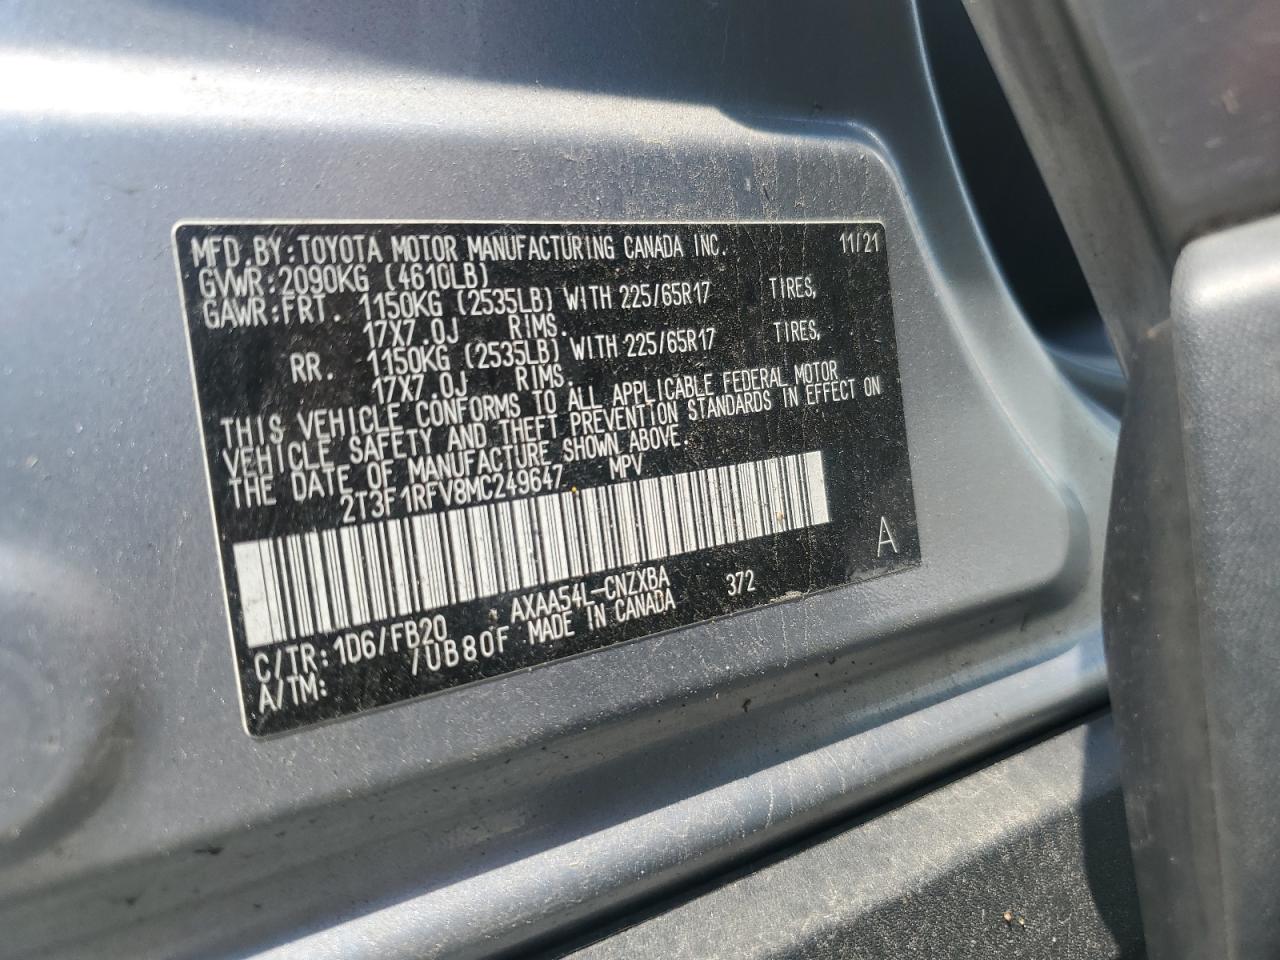 MFD.BY:TOYOTA MOTOR MANUFACTURING CANADA INC. 11/21
GVWR:2090KG (4610LB)
GAWR:FRT. 1150KG (2535LB) WITH 225/65R17 TIRES,
17X7.0J RIMS.
RR. 1150KG (2535LB) WITH 225/65R17 TIRES,
17X7.0J RIMS.
THIS VEHICLE CONFORMS TO ALL APPLICABLE FEDERAL MOTOR
VEHICLE SAFETY AND THEFT PREVENTION STANDARDS IN EFFECT ON
THE DATE OF MANUFACTURE SHOWN ABOVE.
2T3F1RFV8MC249647 MPV
A
C/TR:1D6/FB20 AXAA54L-CNZXBA 372
A/TM: /UB80F MADE IN CANADA